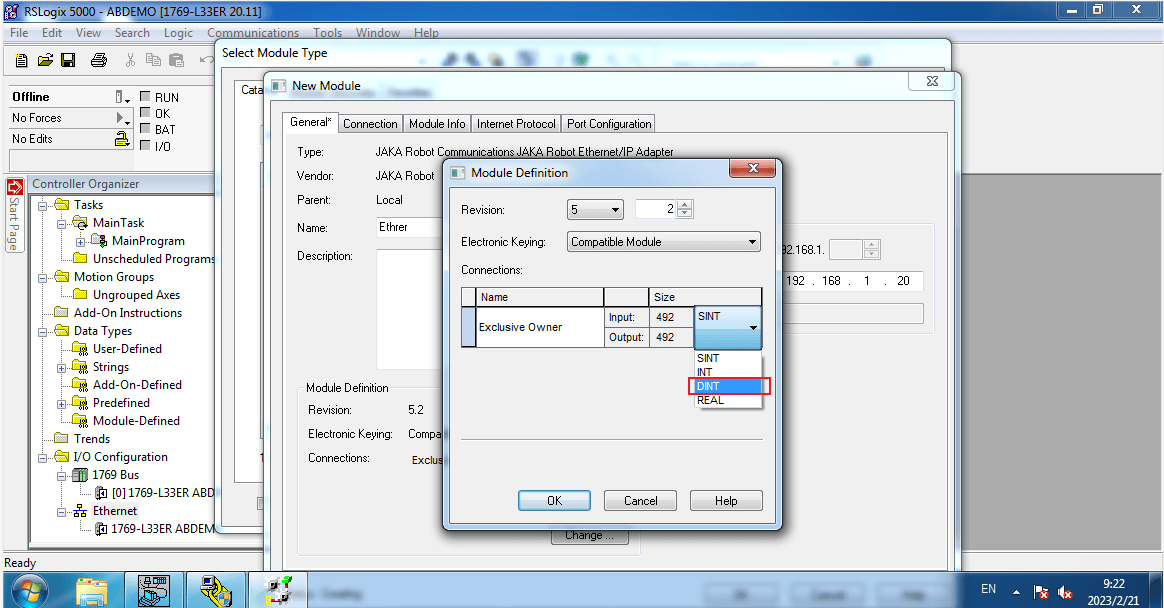 RSLogix 5000 - ABDEMO [1769-L33ER 20.11]
File Edit View Search Logic Communications Tools Window Help
Select Module Type
Offline
RUN
No Forces
OK
No Edits
BAT
I/O
Cata
New Module
General* Connection Module Info Internet Protocol Port Configuration
Type: JAKA Robot Communications JAKA Robot Ethernet/IP Adapter
Vendor: JAKA Robot
Parent: Local
Name: Ethrer
Description:
92.168.1.
192 . 168 . 1 . 20
Module Definition
Revision: 5.2
Electronic Keying: Compa
Connections: Exclus
Change ...
Module Definition
Revision: 5 2
Electronic Keying: Compatible Module
Connections:
Name Size
Exclusive Owner Input: 492 SINT
Output: 492
SINT
INT
DINT
REAL
OK Cancel Help
Start Page
Controller Organizer
Tasks
MainTask
MainProgram
Unscheduled Programs
Motion Groups
Ungrouped Axes
Add-On Instructions
Data Types
User-Defined
Strings
Add-On-Defined
Predefined
Module-Defined
Trends
I/O Configuration
1769 Bus
[0] 1769-L33ER ABD
Ethernet
1769-L33ER ABDEM
Ready
EN
9:22
2023/2/21